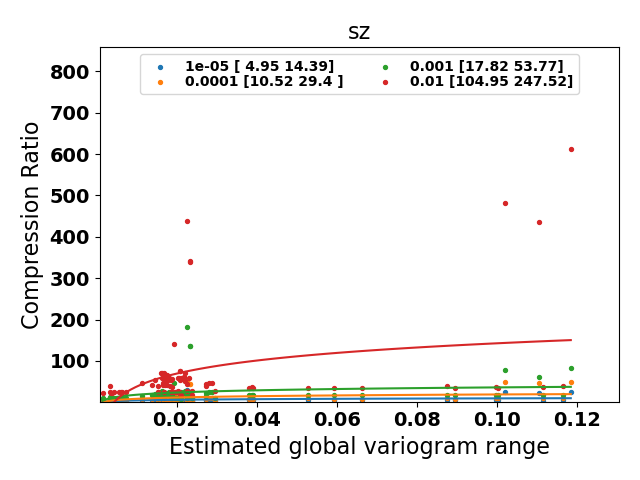 sz
1e-05 [ 4.95 14.39]
0.0001 [10.52 29.4 ]
0.001 [17.82 53.77]
0.01 [104.95 247.52]
Compression Ratio
800
700
600
500
400
300
200
100
0.02 0.04 0.06 0.08 0.10 0.12
Estimated global variogram range